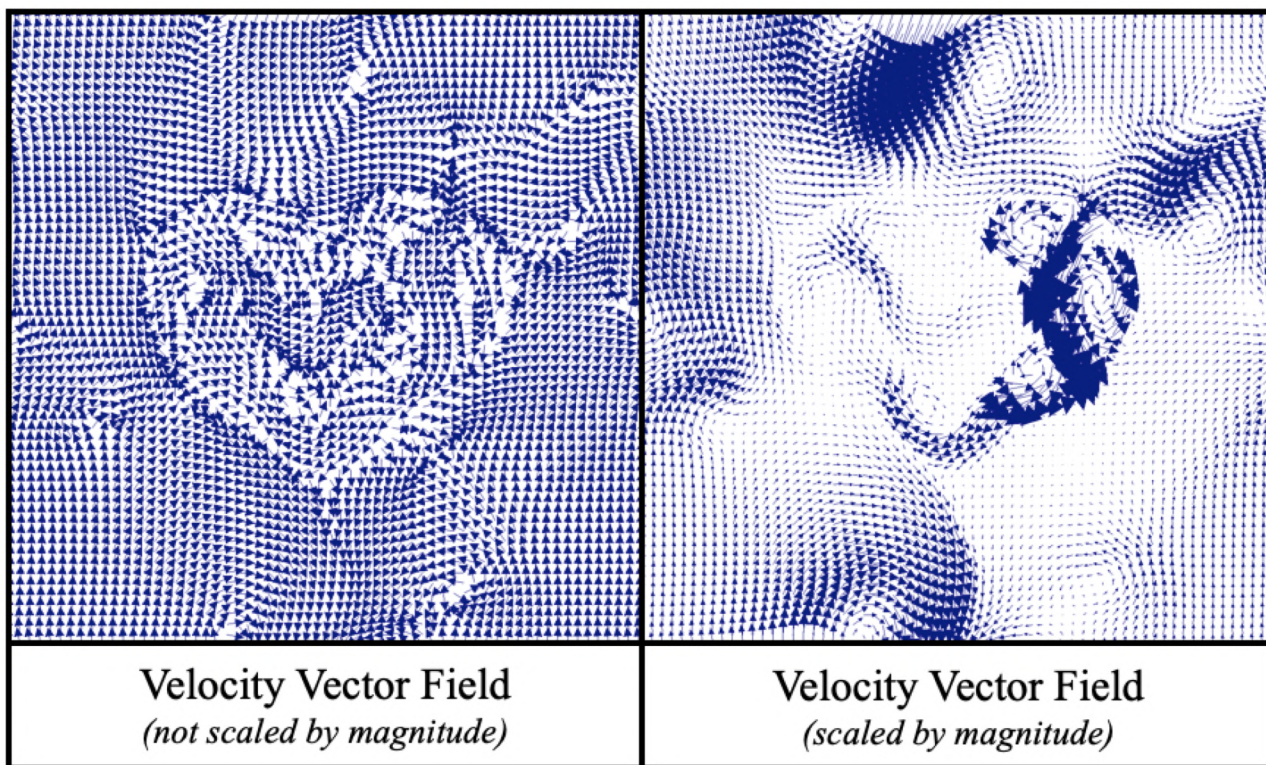 Velocity Vector Field
(not scaled by magnitude)
Velocity Vector Field
(scaled by magnitude)